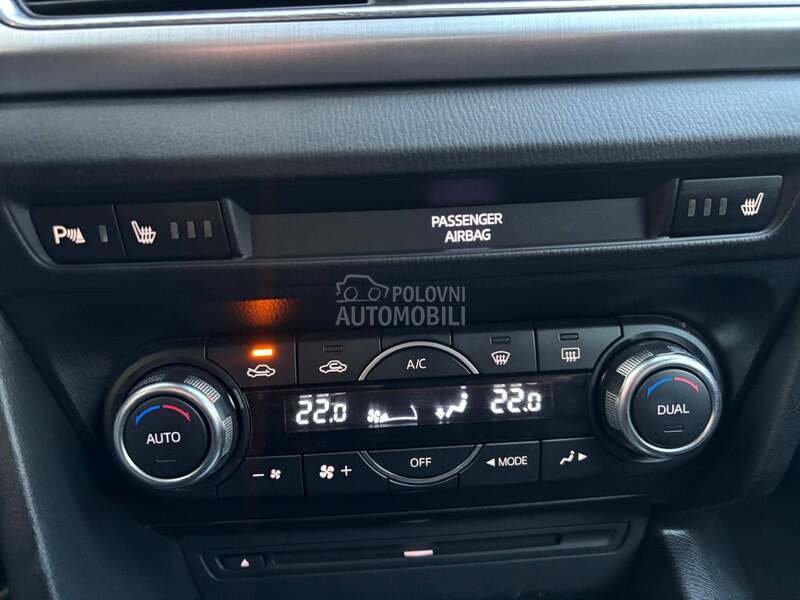 P
PASSENGER
AIRBAG
POLOVNI
AUTOMOBILI
A/C
22.0
22.0
AUTO
DUAL
OFF
MODE